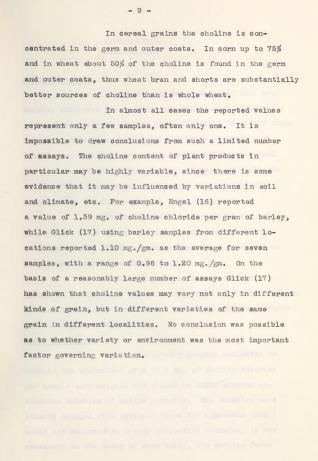 - 9 -
In cereal grains the choline is con-
centrated in the germ and outer coats. In corn up to 75%
and in wheat about 50% of the choline is found in the germ
and outer coats, thus wheat bran and shorts are substantially
better sources of choline than is whole wheat.
In almost all cases the reported values
represent only a few samples, often only one. It is
impossible to draw conclusions from such a limited number
of assays. The choline content of plant products in
particular may be highly variable, since there is some
evidence that it may be influenced by variations in soil
and climate, etc. For example, Engel (16) reported
a value of 1.39 mg. of choline chloride per gram of barley,
while Glick (17) using barley samples from different lo-
cations reported 1.10 mg./gm. as the average for seven
samples, with a range of 0.96 to 1.20 mg./gm. On the
basis of a reasonably large number of assays Glick (17)
has shown that choline values may vary not only in different
kinds of grain, but in different varieties of the same
grain in different localities. No conclusion was possible
as to whether variety or environment was the most important
factor governing variation.